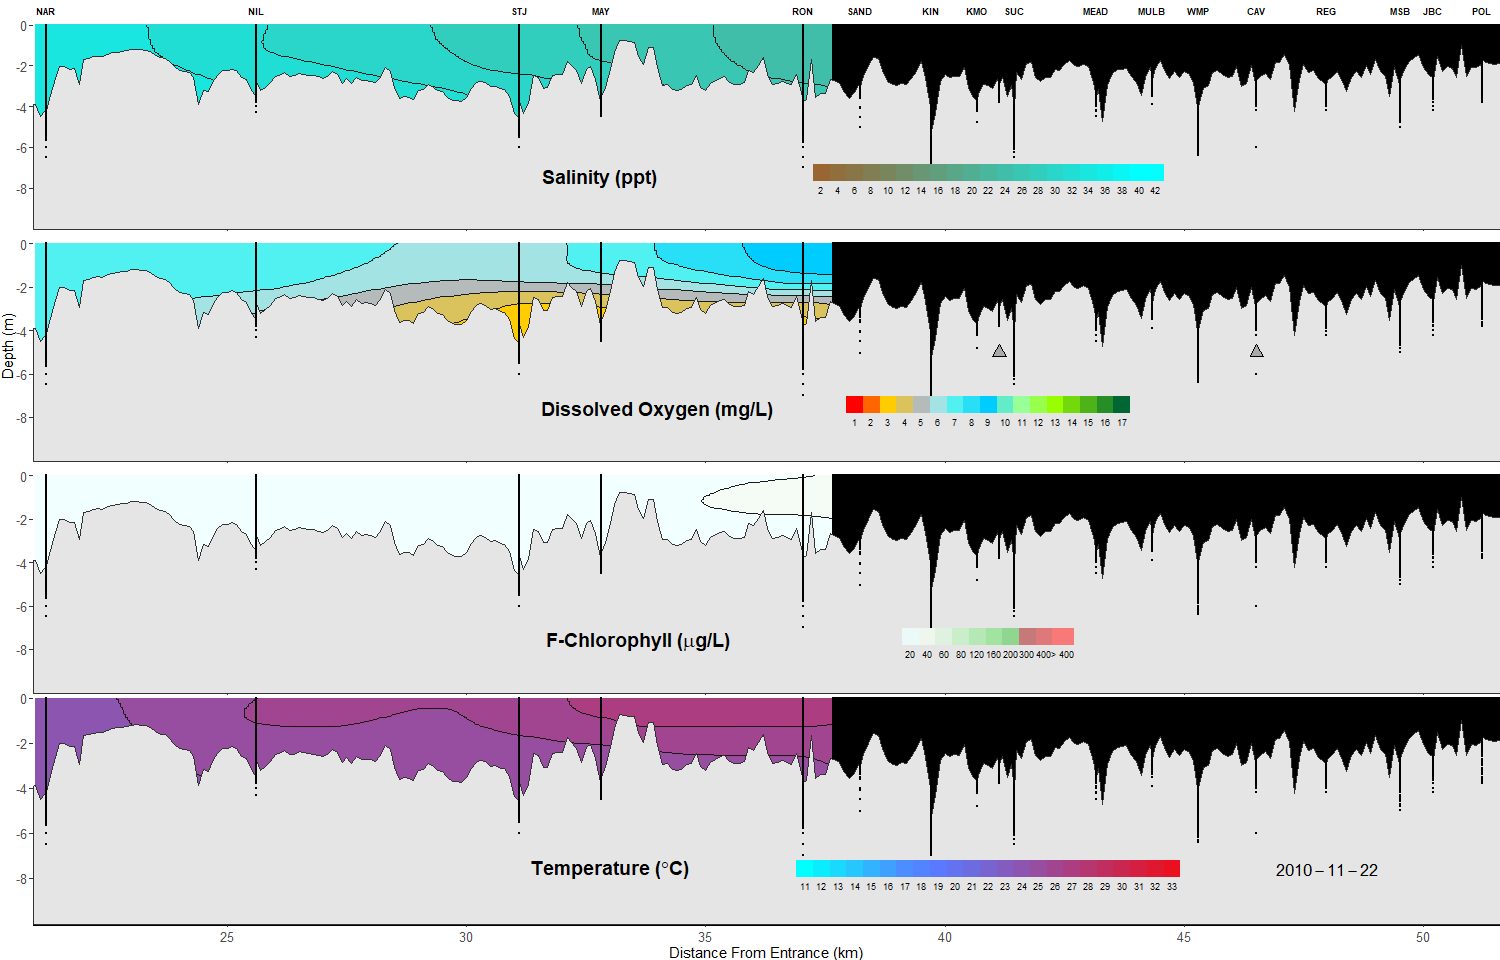 NAR NIL STJ MAY RON SAND KIN KMO SUC MEAD MULB WMP CAV REG MSB JBC POL
0
-2
-4
-6
-8
Salinity (ppt)
2 4 6 8 10 12 14 16 18 20 22 24 26 28 30 32 34 36 38 40 42
Depth (m)
0
-2
-4
-6
-8
Dissolved Oxygen (mg/L)
1 2 3 4 5 6 7 8 9 10 11 12 13 14 15 16 17
0
-2
-4
-6
-8
F-Chlorophyll (μg/L)
20 40 60 80 120 160 200 300 400 > 400
0
-2
-4
-6
-8
Temperature (°C)
11 12 13 14 15 16 17 18 19 20 21 22 23 24 25 26 27 28 29 30 31 32 33
2010-11-22
25 30 35 40 45 50
Distance From Entrance (km)